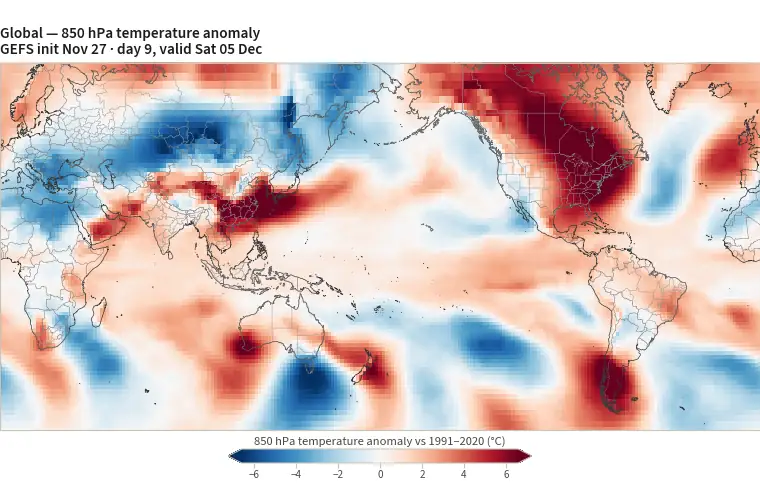 Global — 850 hPa temperature anomaly
GEFS init Nov 27 · day 9, valid Sat 05 Dec
850 hPa temperature anomaly vs 1991–2020 (°C)
−6 −4 −2 0 2 4 6